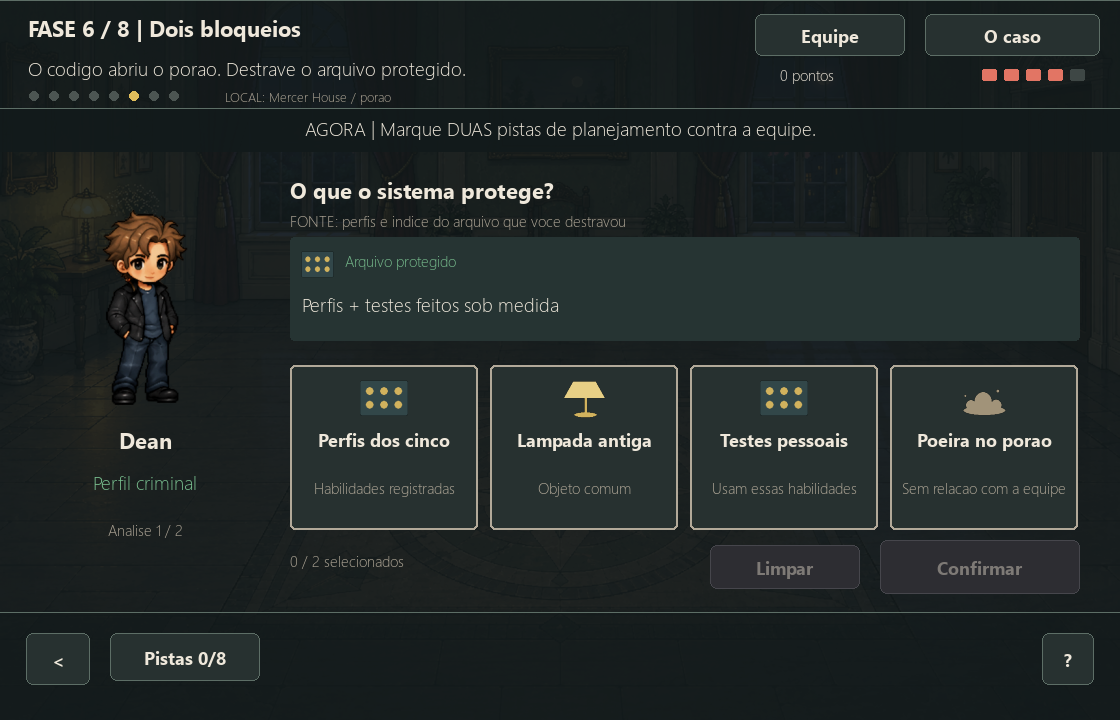 FASE 6 / 8 | Dois bloqueios
Equipe
O caso
O codigo abriu o porao. Destrave o arquivo protegido.
0 pontos
LOCAL: Mercer House / porao
AGORA | Marque DUAS pistas de planejamento contra a equipe.
O que o sistema protege?
FONTE: perfis e indice do arquivo que voce destravou
Arquivo protegido
Perfis + testes feitos sob medida
Dean
Perfil criminal
Analise 1 / 2
Perfis dos cinco
Habilidades registradas
Lampada antiga
Objeto comum
Testes pessoais
Usam essas habilidades
Poeira no porao
Sem relacao com a equipe
0 / 2 selecionados
Limpar
Confirmar
<
Pistas 0/8
?